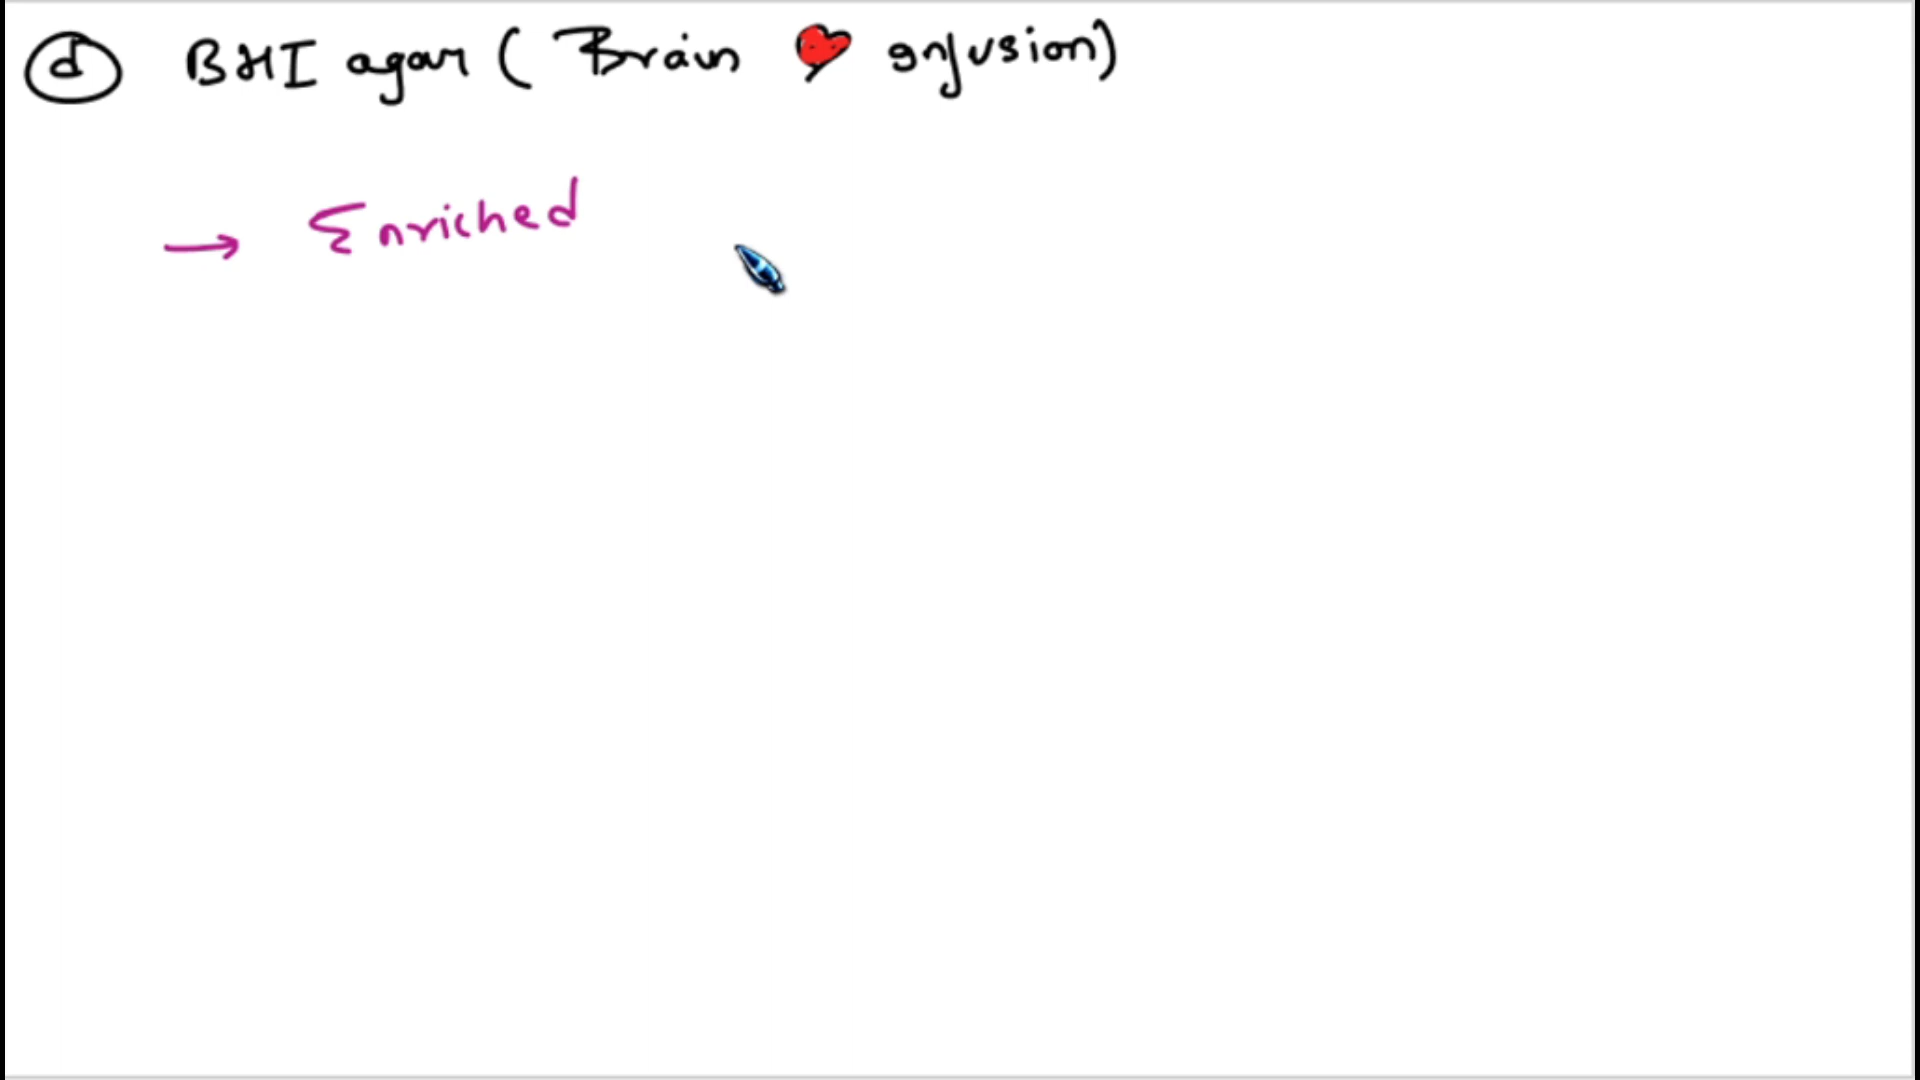 d BHI agar ( Brain ❤ Infusion)
→ Enriched